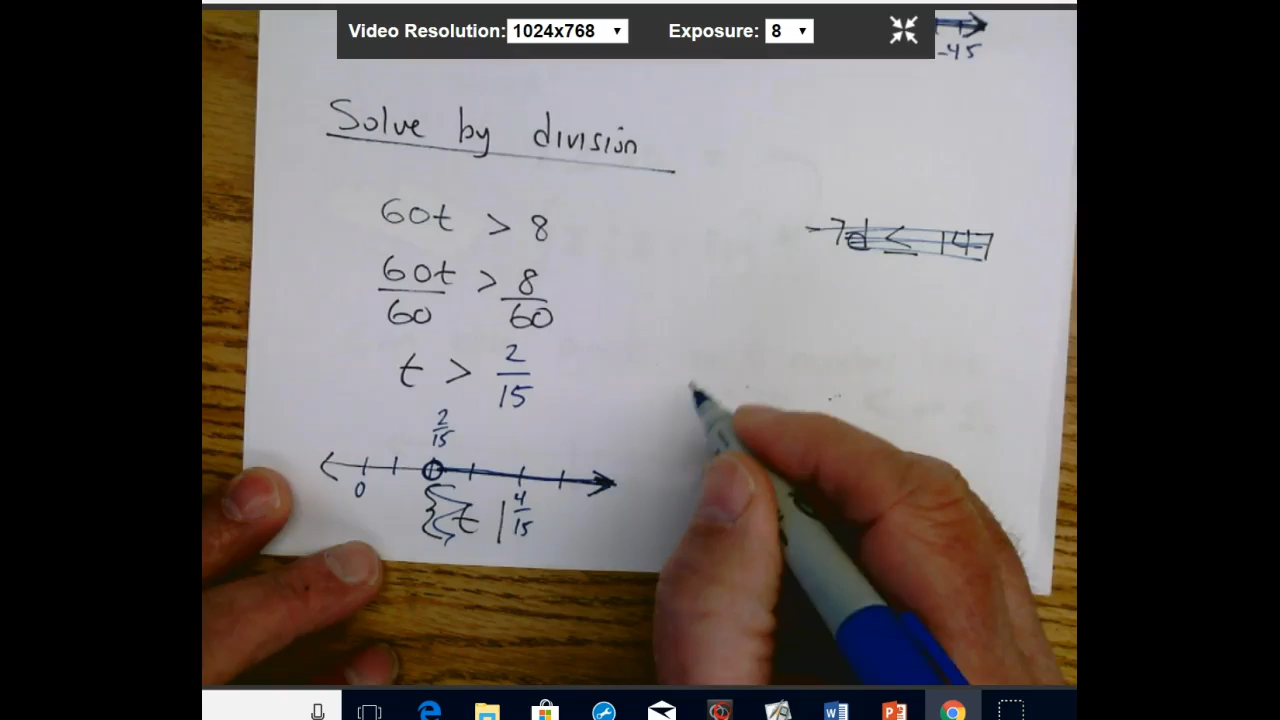 Video Resolution: 1024x768 Exposure: 8
-45
Solve by division
60t > 8
-7d ≤ 147
60t/60 > 8/60
t > 2/15
2/15
0
4/15
{t |